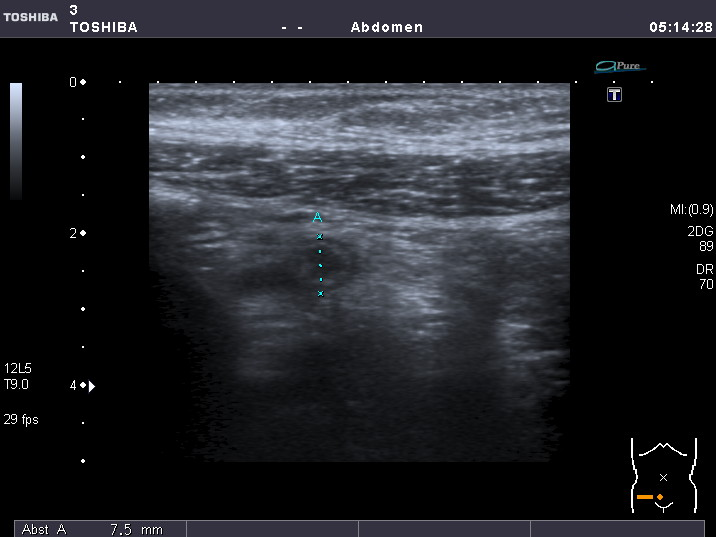 TOSHIBA
3
TOSHIBA - - Abdomen 05:14:28
Pure
T
0
2
4
A
MI:(0.9)
2DG
89
DR
70
12L5
T9.0
29 fps
Abst A 7.5 mm